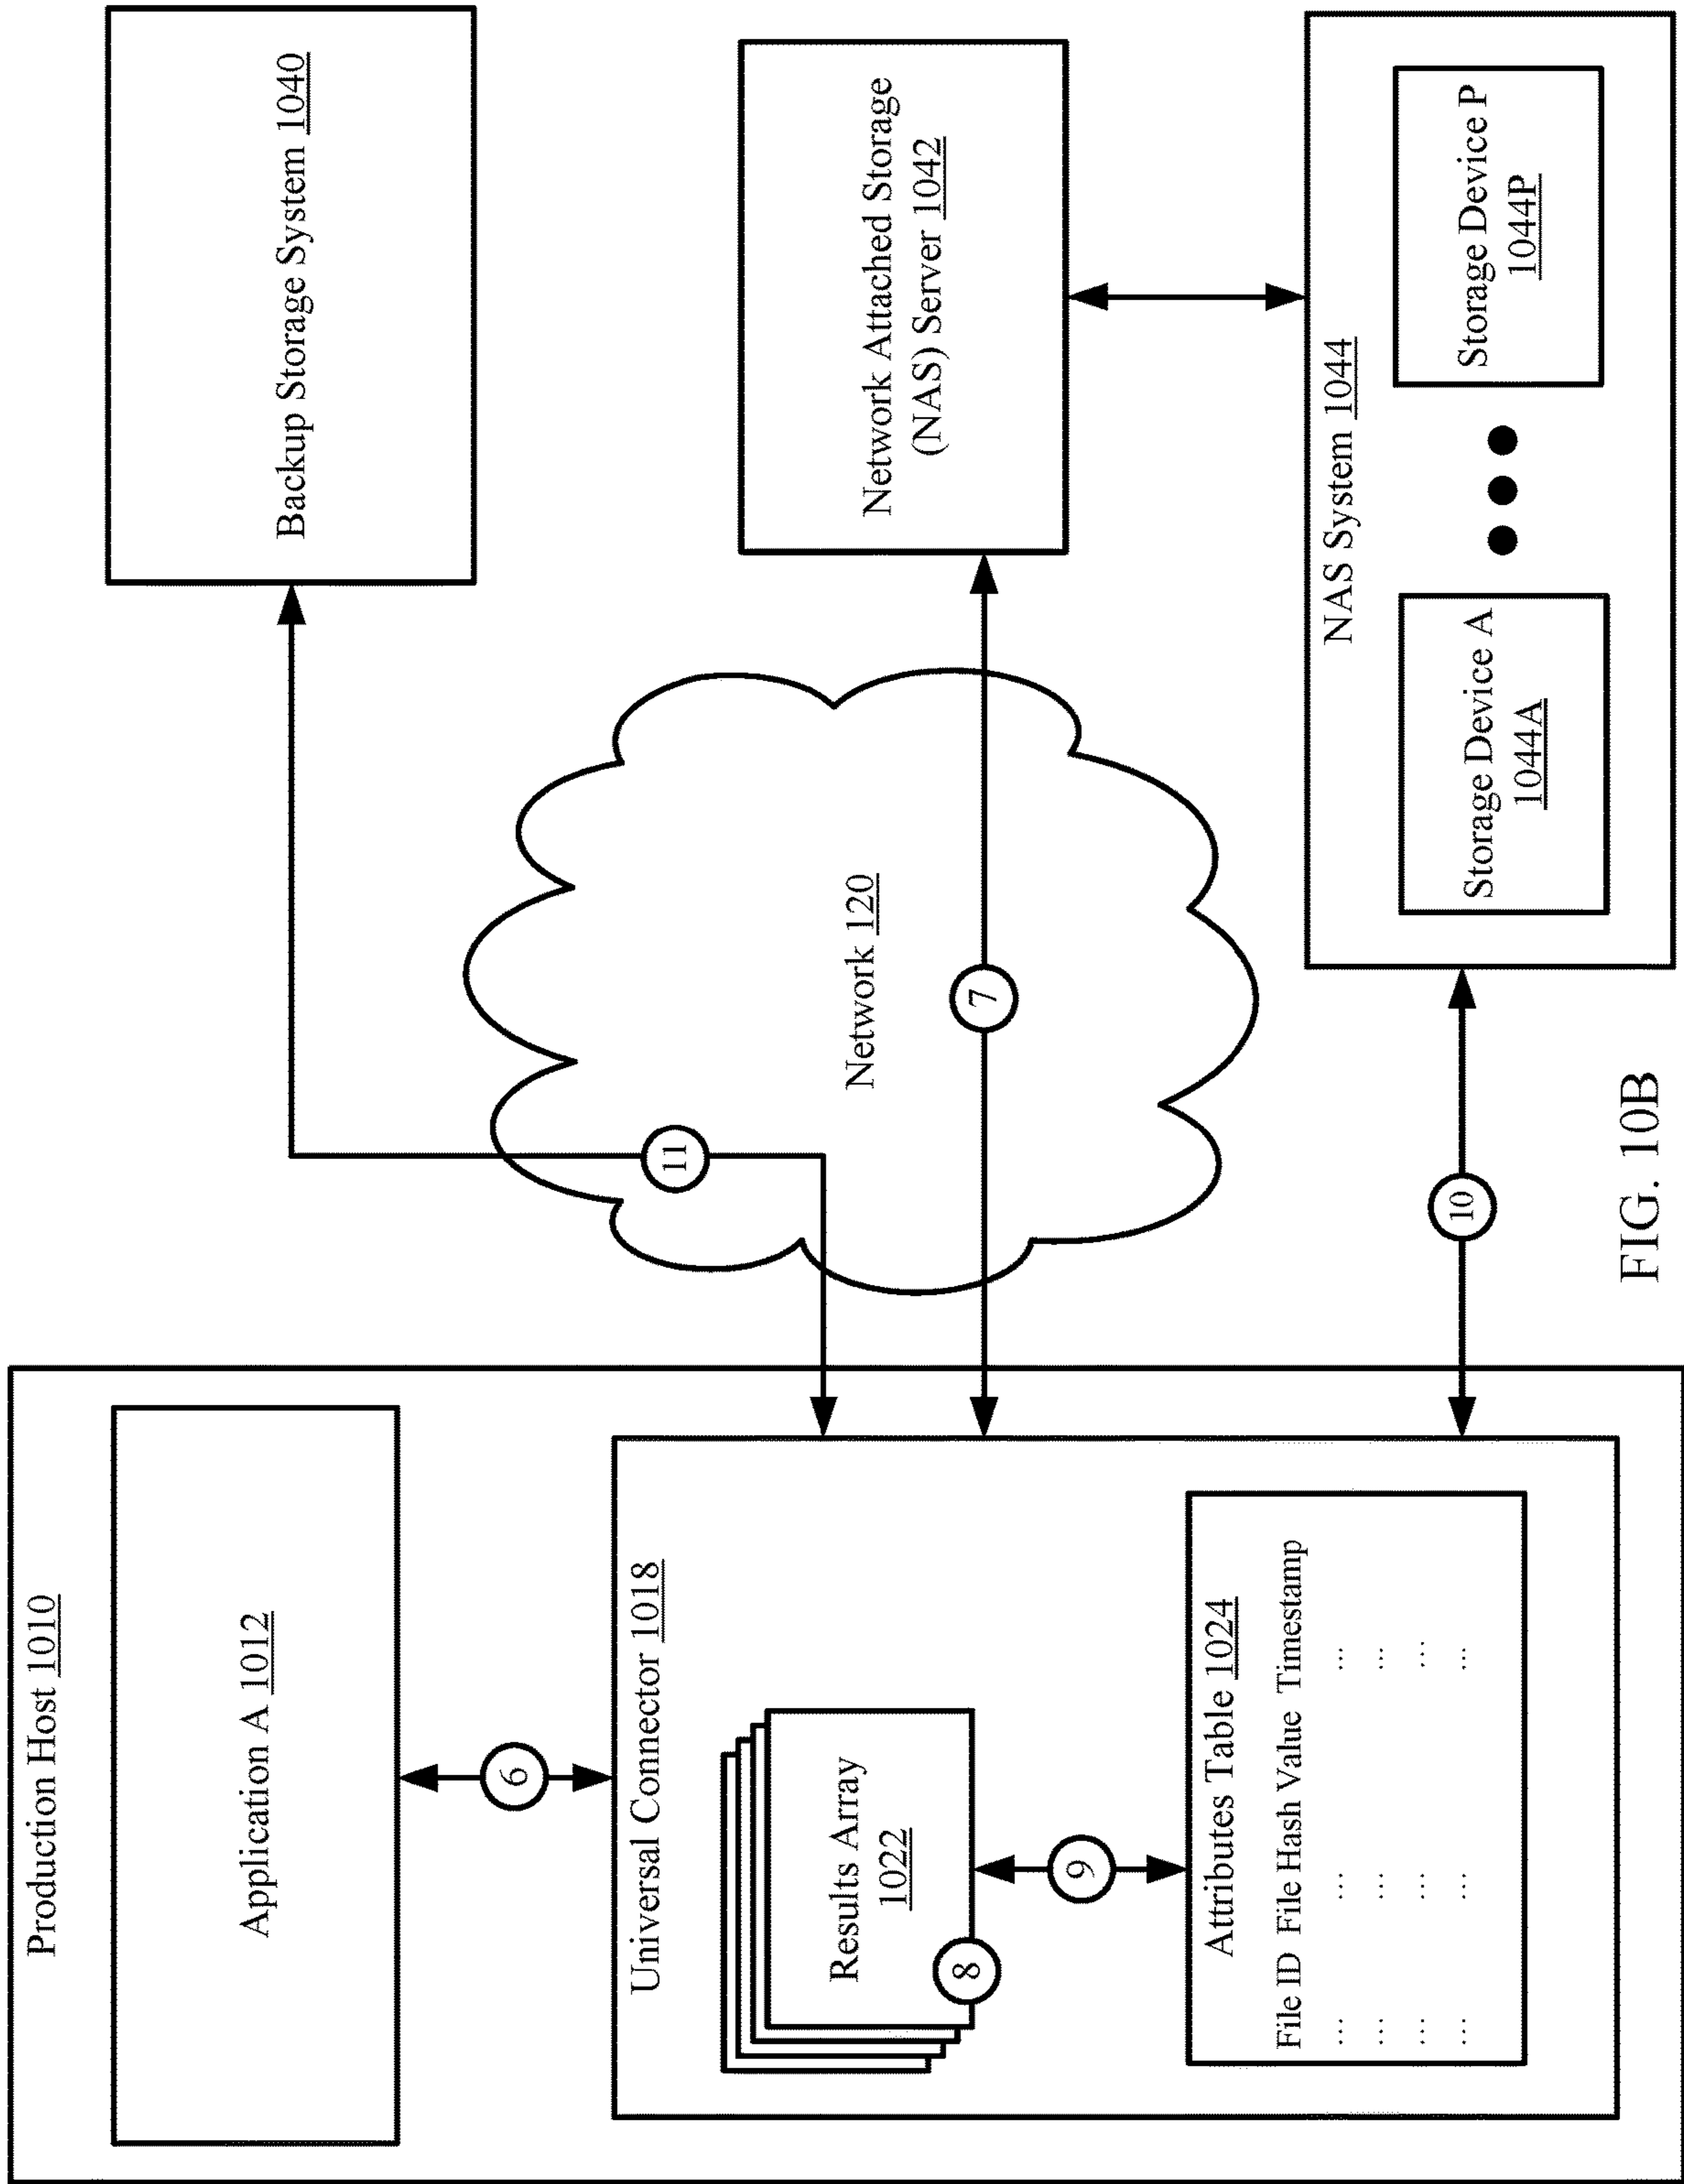 Production Host 1010
Application A 1012
6
Universal Connector 1018
Results Array
1022
8
9
Attributes Table 1024
File ID File Hash Value Timestamp
... ... ...
... ... ...
... ... ...
... ... ...
11
Network 120
7
10
Backup Storage System 1040
Network Attached Storage
(NAS) Server 1042
NAS System 1044
Storage Device A
1044A
Storage Device P
1044P
FIG. 10B